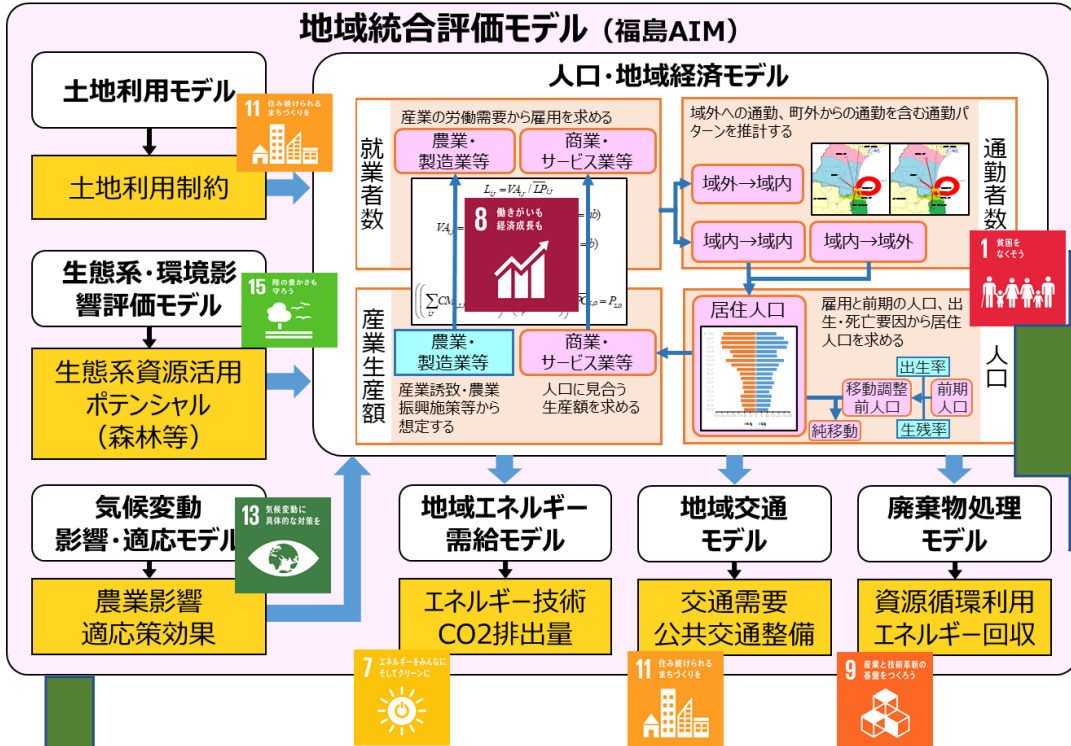 地域統合評価モデル（福島AIM）
土地利用モデル
11 住み続けられる
まちづくりを
土地利用制約
生態系・環境影
響評価モデル
15 陸の豊かさも
守ろう
生態系資源活用
ポテンシャル
（森林等）
気候変動
影響・適応モデル
13 気候変動に
具体的な対策を
農業影響
適応策効果
人口・地域経済モデル
就業者数
産業の労働需要から雇用を求める
農業・
製造業等
商業・
サービス業等
8 働きがいも
経済成長も
産業生産額
農業・
製造業等
商業・
サービス業等
産業誘致・農業
振興施策等から
想定する
人口に見合う
生産額を求める
域外への通勤、町外からの通勤を含む通勤パ
ターンを推計する
通勤者数
域外→域内
域内→域内
域内→域外
1 貧困を
なくそう
居住人口
雇用と前期の人口、出
生・死亡要因から居住
人口を求める
人口
出生率
移動調整
前人口
前期
人口
純移動
生残率
地域エネルギー
需給モデル
エネルギー技術
CO2排出量
7 エネルギーをみんなに
そしてクリーンに
地域交通
モデル
交通需要
公共交通整備
11 住み続けられる
まちづくりを
廃棄物処理
モデル
資源循環利用
エネルギー回収
9 産業と技術革新の
基盤をつくろう